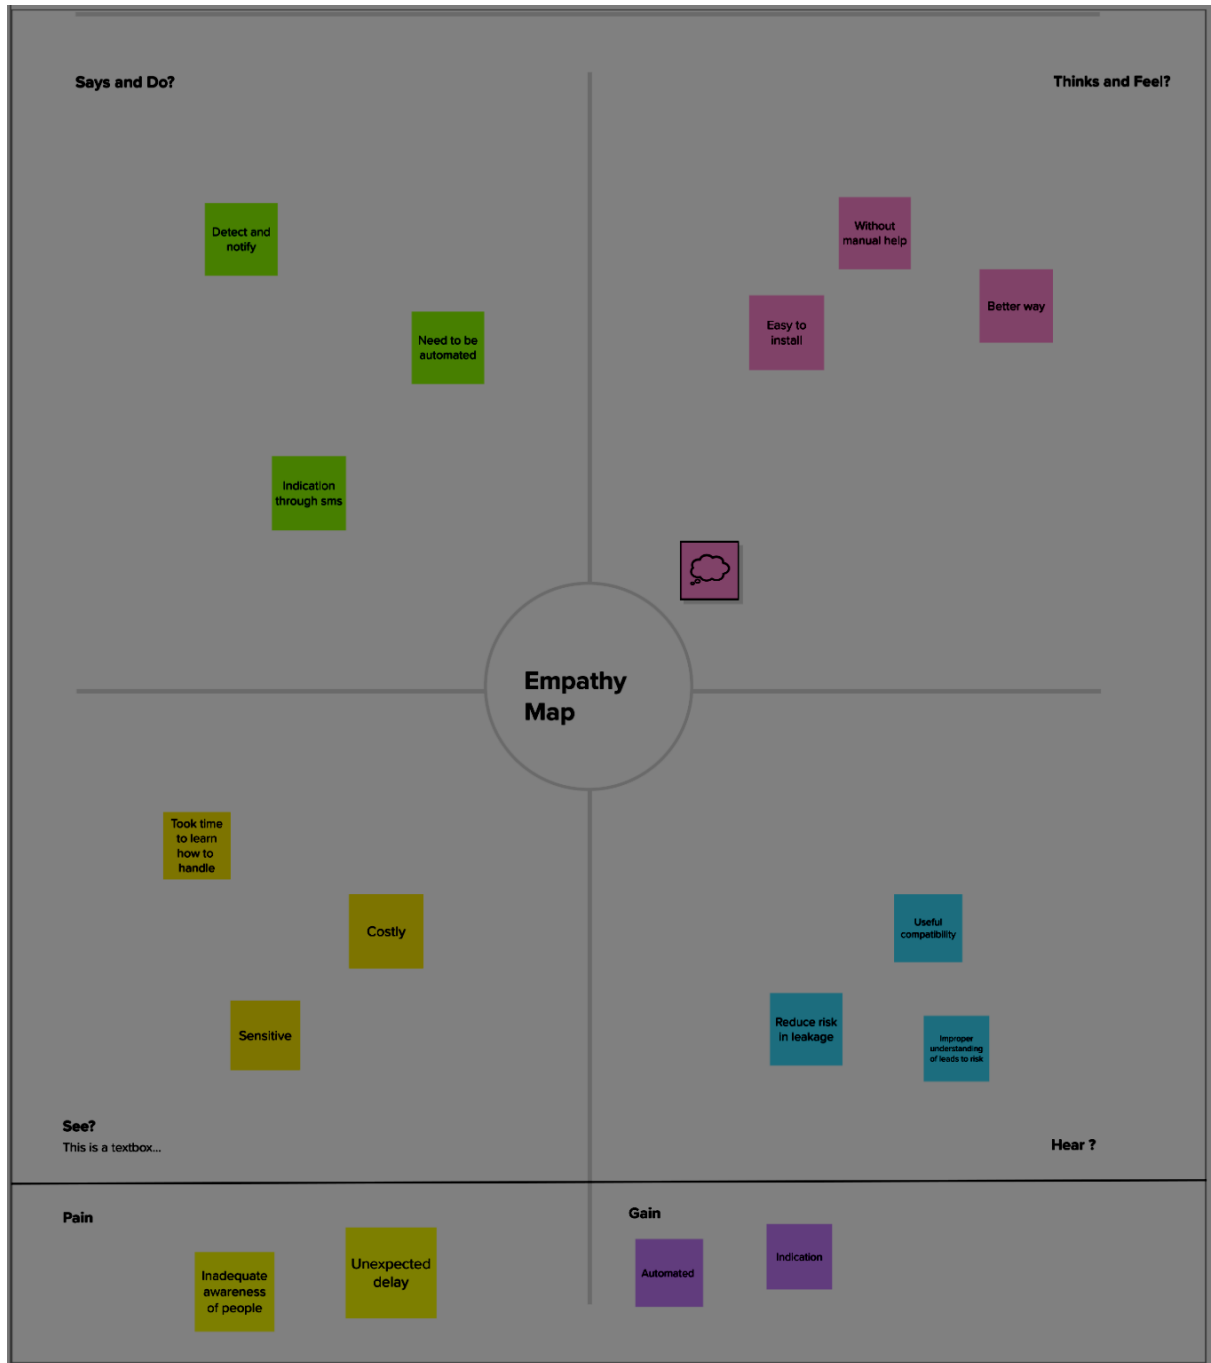 Says and Do?
Thinks and Feel?
Detect and
notify
Need to be
automated
Indication
through sms
Without
manual help
Better way
Easy to
install
Empathy
Map
Took time
to learn
how to
handle
Costly
Sensitive
See?
This is a textbox...
Useful
compatibility
Reduce risk
in leakage
Improper
understanding
of leads to risk
Hear ?
Pain
Inadequate
awareness
of people
Unexpected
delay
Gain
Automated
Indication